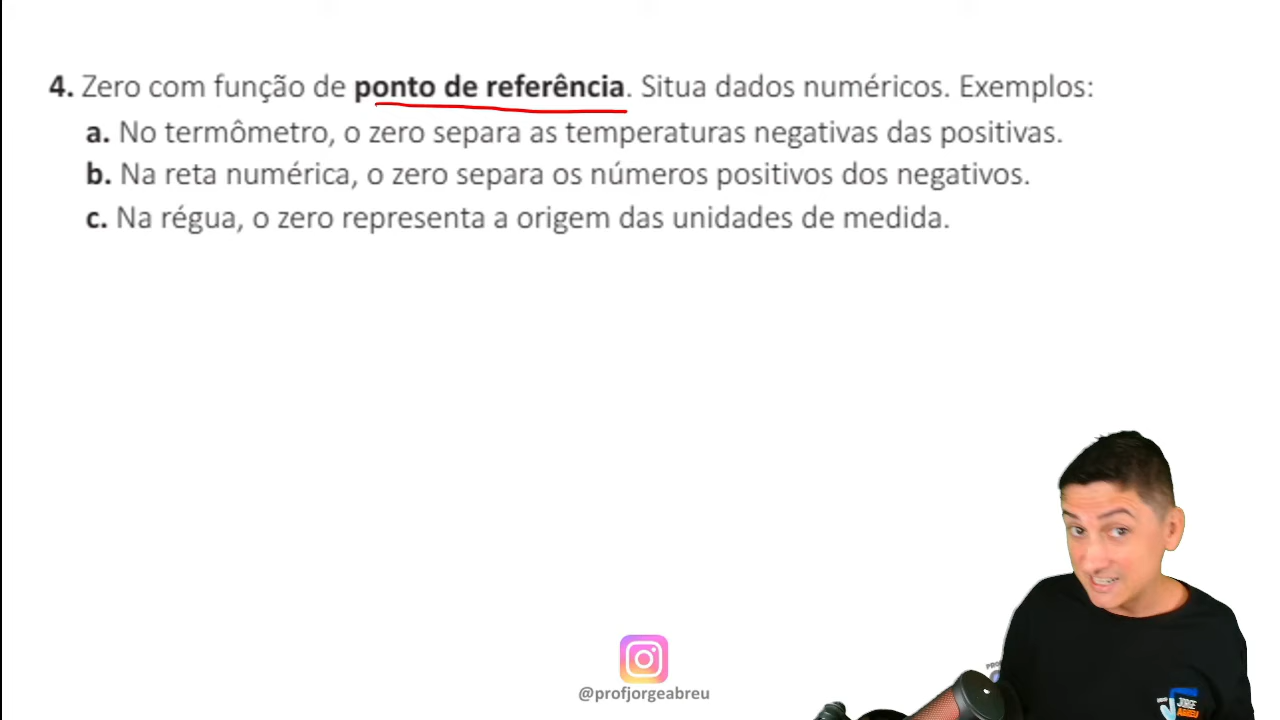 4. Zero com função de ponto de referência. Situa dados numéricos. Exemplos:
a. No termômetro, o zero separa as temperaturas negativas das positivas.
b. Na reta numérica, o zero separa os números positivos dos negativos.
c. Na régua, o zero representa a origem das unidades de medida.
@profjorgeabreu
JORGE
ABREU